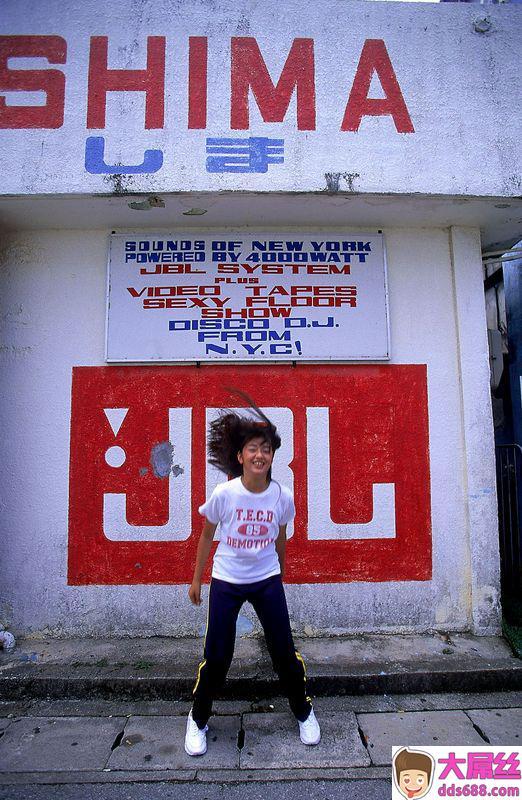 SHIMA
しま
SOUNDS OF NEW YORK
POWERED BY 4000WATT
JBL SYSTEM
PLUS
VIDEO TAPES
SEXY FLOOR
SHOW
DISCO D.J.
FROM
N.Y.C!
JBL
T.E.C.D
85
DEMOTION
大屌丝
dds688.com